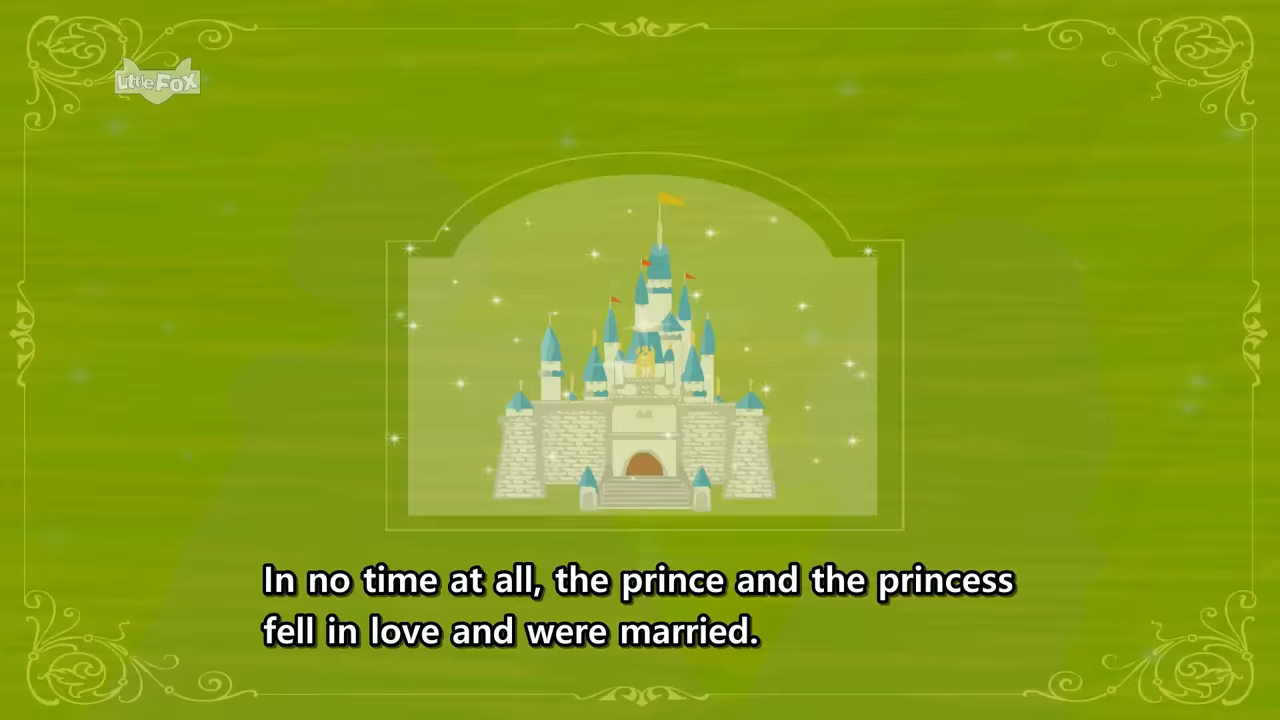 Little Fox
In no time at all, the prince and the princess
fell in love and were married.